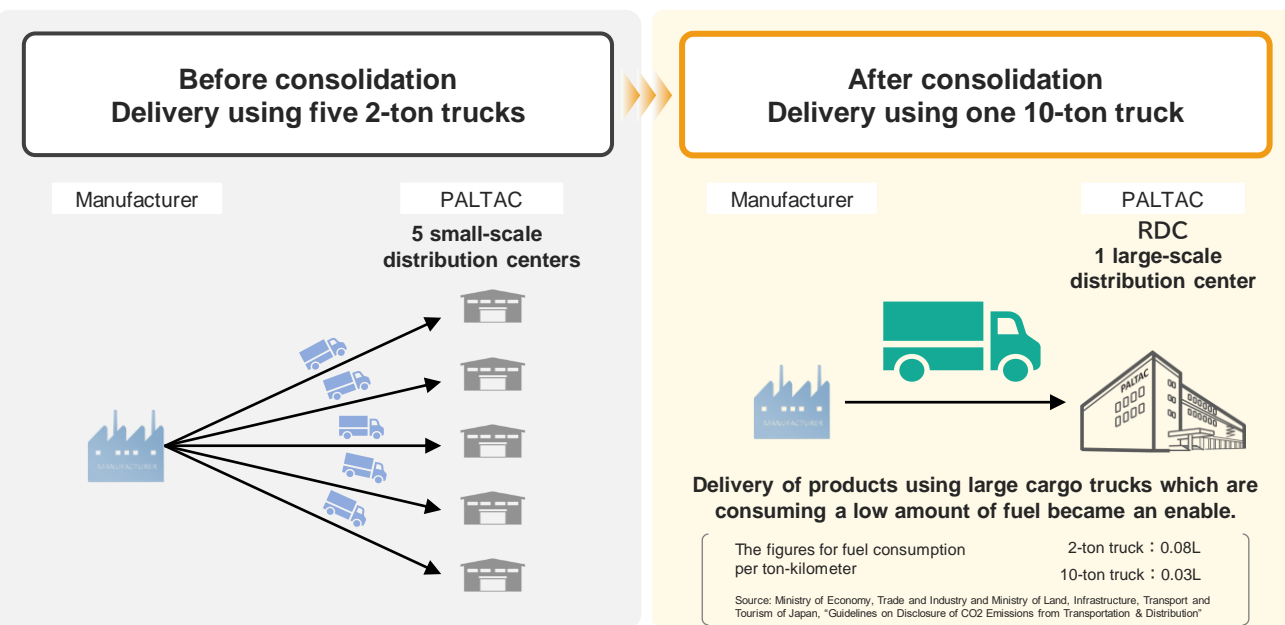 Before consolidation
Delivery using five 2-ton trucks
Manufacturer
PALTAC
5 small-scale
distribution centers
MANUFACTURER
After consolidation
Delivery using one 10-ton truck
Manufacturer
PALTAC
RDC
1 large-scale
distribution center
MANUFACTURER
PALTAC
Delivery of products using large cargo trucks which are
consuming a low amount of fuel became an enable.
The figures for fuel consumption
per ton-kilometer
2-ton truck：0.08L
10-ton truck：0.03L
Source: Ministry of Economy, Trade and Industry and Ministry of Land, Infrastructure, Transport and
Tourism of Japan, “Guidelines on Disclosure of CO2 Emissions from Transportation & Distribution”